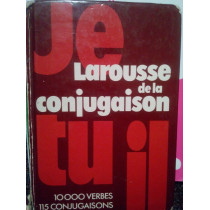 Je
Larousse
de la
conjugaison
tu il
10 000 VERBES
115 CONJUGAISONS